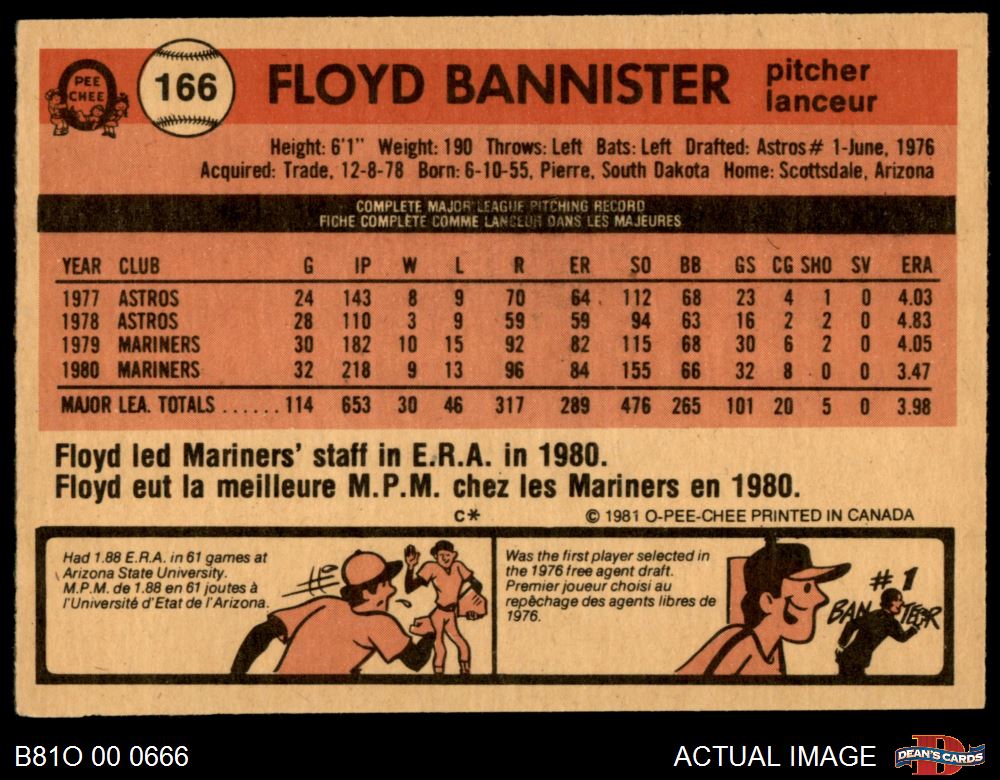 PEE
CHEE
166
FLOYD BANNISTER
pitcher
lanceur
Height: 6'1" Weight: 190 Throws: Left Bats: Left Drafted: Astros# 1-June, 1976
Acquired: Trade, 12-8-78 Born: 6-10-55, Pierre, South Dakota Home: Scottsdale, Arizona
COMPLETE MAJOR LEAGUE PITCHING RECORD
FICHE COMPLÈTE COMME LANCEUR DANS LES MAJEURES
YEAR CLUB G IP W L R ER SO BB GS CG SHO SV ERA
1977 ASTROS 24 143 8 9 70 64 112 68 23 4 1 0 4.03
1978 ASTROS 28 110 3 9 59 59 94 63 16 2 2 0 4.83
1979 MARINERS 30 182 10 15 92 82 115 68 30 6 2 0 4.05
1980 MARINERS 32 218 9 13 96 84 155 66 32 8 0 0 3.47
MAJOR LEA. TOTALS ......114 653 30 46 317 289 476 265 101 20 5 0 3.98
Floyd led Mariners' staff in E.R.A. in 1980.
Floyd eut la meilleure M.P.M. chez les Mariners en 1980.
C* © 1981 O-PEE-CHEE PRINTED IN CANADA
Had 1.88 E.R.A. in 61 games at
Arizona State University.
M.P.M. de 1.88 en 61 joutes à
l'Université d'Etat de l'Arizona.
Was the first player selected in
the 1976 free agent draft.
Premier joueur choisi au
repêchage des agents libres de
1976.
#1
B81O 00 0666
ACTUAL IMAGE
DEAN'S CARDS